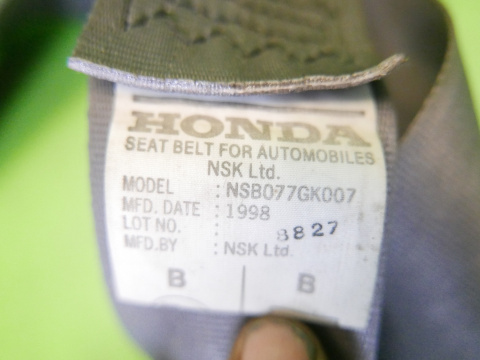 HONDA
SEAT BELT FOR AUTOMOBILES
NSK Ltd.
MODEL : NSB077GK007
MFD. DATE : 1998
LOT NO. : 8827
MFD.BY : NSK Ltd.
B B